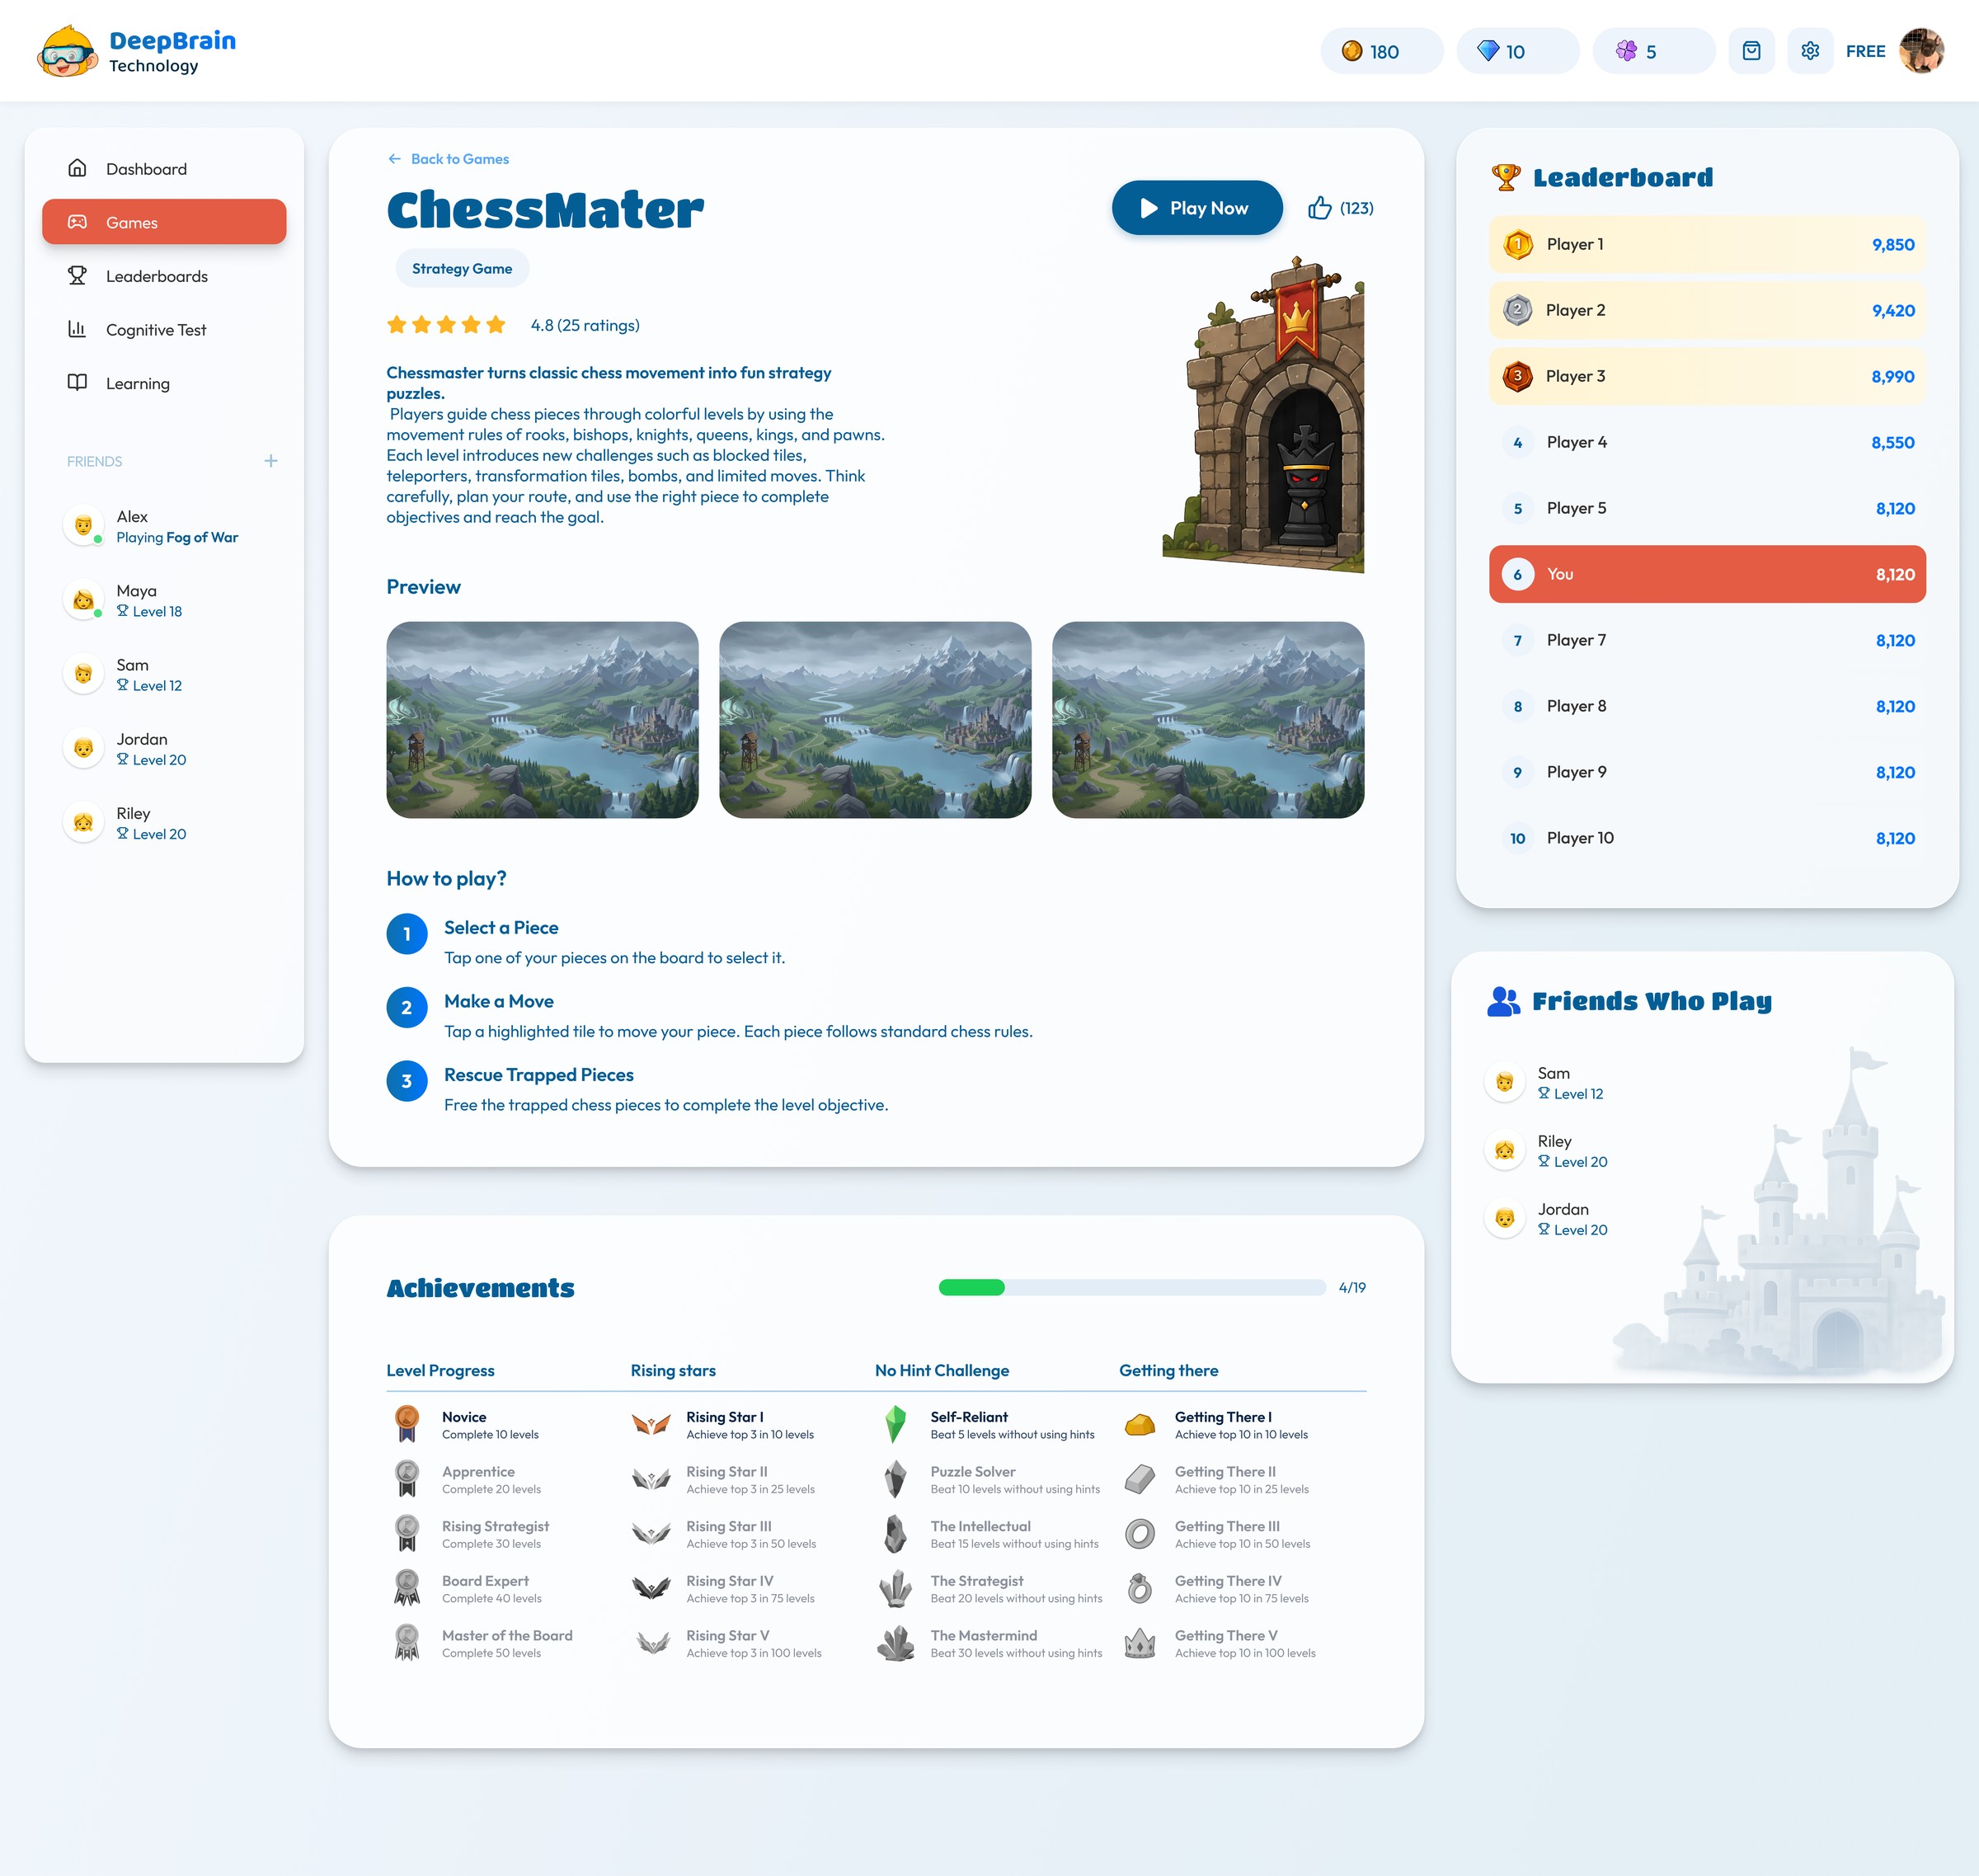 DeepBrain
Technology
180
10
5
FREE
Dashboard
Games
Leaderboards
Cognitive Test
Learning
FRIENDS
Alex
Playing Fog of War
Maya
Level 18
Sam
Level 12
Jordan
Level 20
Riley
Level 20
Back to Games
ChessMater
Play Now
(123)
Strategy Game
4.8 (25 ratings)
Chessmaster turns classic chess movement into fun strategy
puzzles.
Players guide chess pieces through colorful levels by using the
movement rules of rooks, bishops, knights, queens, kings, and pawns.
Each level introduces new challenges such as blocked tiles,
teleporters, transformation tiles, bombs, and limited moves. Think
carefully, plan your route, and use the right piece to complete
objectives and reach the goal.
Preview
How to play?
1
Select a Piece
Tap one of your pieces on the board to select it.
2
Make a Move
Tap a highlighted tile to move your piece. Each piece follows standard chess rules.
3
Rescue Trapped Pieces
Free the trapped chess pieces to complete the level objective.
Achievements
4/19
Level Progress
Novice
Complete 10 levels
Apprentice
Complete 20 levels
Rising Strategist
Complete 30 levels
Board Expert
Complete 40 levels
Master of the Board
Complete 50 levels
Rising stars
Rising Star I
Achieve top 3 in 10 levels
Rising Star II
Achieve top 3 in 25 levels
Rising Star III
Achieve top 3 in 50 levels
Rising Star IV
Achieve top 3 in 75 levels
Rising Star V
Achieve top 3 in 100 levels
No Hint Challenge
Self-Reliant
Beat 5 levels without using hints
Puzzle Solver
Beat 10 levels without using hints
The Intellectual
Beat 15 levels without using hints
The Strategist
Beat 20 levels without using hints
The Mastermind
Beat 30 levels without using hints
Getting there
Getting There I
Achieve top 10 in 10 levels
Getting There II
Achieve top 10 in 25 levels
Getting There III
Achieve top 10 in 50 levels
Getting There IV
Achieve top 10 in 75 levels
Getting There V
Achieve top 10 in 100 levels
Leaderboard
1 Player 1 9,850
2 Player 2 9,420
3 Player 3 8,990
4 Player 4 8,550
5 Player 5 8,120
6 You 8,120
7 Player 7 8,120
8 Player 8 8,120
9 Player 9 8,120
10 Player 10 8,120
Friends Who Play
Sam
Level 12
Riley
Level 20
Jordan
Level 20